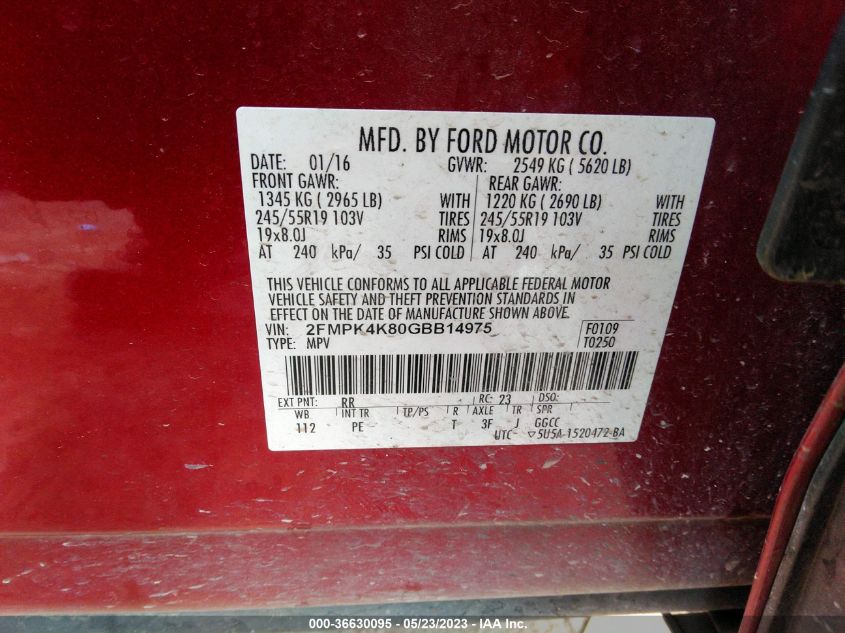 MFD. BY FORD MOTOR CO.
DATE: 01/16 GVWR: 2549 KG ( 5620 LB)
FRONT GAWR: REAR GAWR:
1345 KG ( 2965 LB) WITH 1220 KG ( 2690 LB) WITH
245/55R19 103V TIRES 245/55R19 103V TIRES
19x8.0J RIMS 19x8.0J RIMS
AT 240 kPa/ 35 PSI COLD AT 240 kPa/ 35 PSI COLD
THIS VEHICLE CONFORMS TO ALL APPLICABLE FEDERAL MOTOR
VEHICLE SAFETY AND THEFT PREVENTION STANDARDS IN
EFFECT ON THE DATE OF MANUFACTURE SHOWN ABOVE.
VIN: 2FMPK4K80GBB14975 F0109
TYPE: MPV T0250
EXT PNT: RR RC: 23 DSO:
WB INT TR TP/PS R AXLE TR SPR
112 PE T 3F J GGCC
UTC- ▽5U5A-1520472-BA
000-36630095 - 05/23/2023 - IAA Inc.